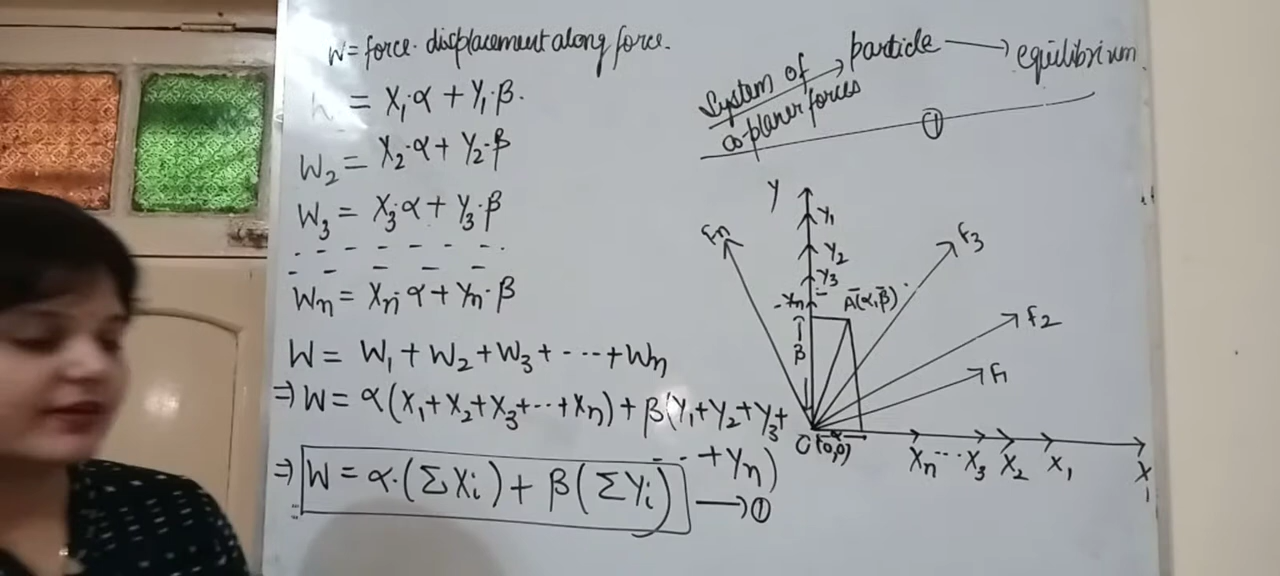 W = force. displacement along force.
= X₁.α + Y₁.β.
W₂ = X₂.α + Y₂.β
W₃ = X₃.α + Y₃.β
- - - - - - -
- - - - -
Wn = Xn.α + Yn.β
W = W₁ + W₂ + W₃ + --- + Wn
⇒ W = α(X₁+X₂+X₃+--+Xn) + β(Y₁+Y₂+Y₃+
--- +Yn)
⇒ W = α.(ΣXi) + β(ΣYi) → ①
System of → particle → equilibrium.
coplaner forces
①
Y
Y₁
Fn
F₃
Y₂
Y₃
Yn
A(α,β)
F₂
β
F₁
O(0,0)
Xn --- X₃ X₂ X₁ X